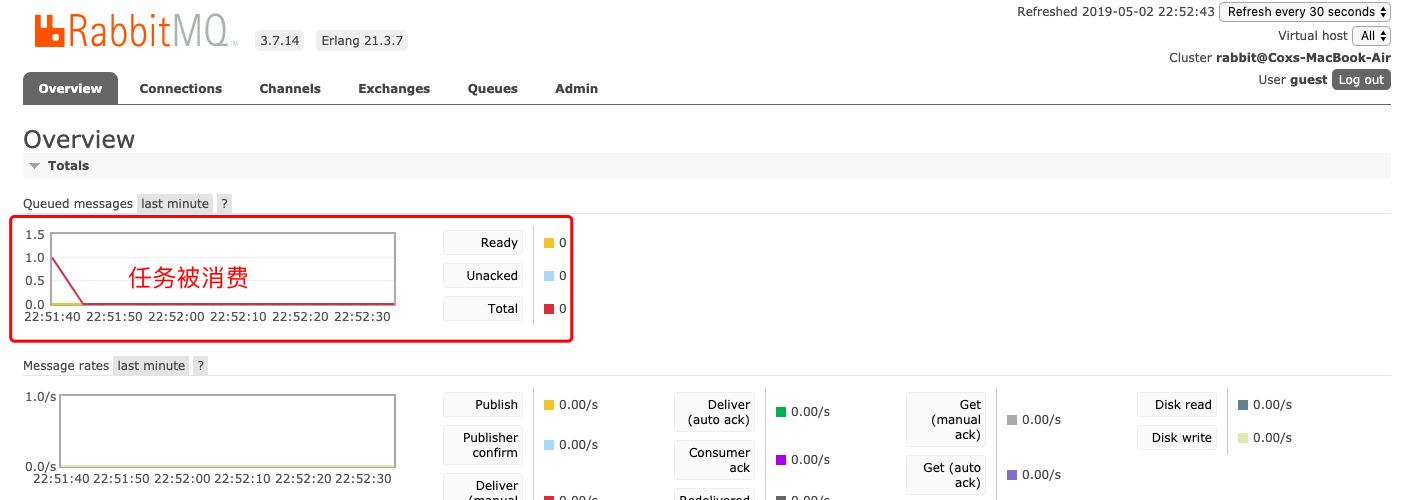 RabbitMQ TM 3.7.14 Erlang 21.3.7
Refreshed 2019-05-02 22:52:43 Refresh every 30 seconds
Virtual host All
Cluster rabbit@Coxs-MacBook-Air
User guest Log out
Overview Connections Channels Exchanges Queues Admin
Overview
Totals
Queued messages last minute ?
1.5
1.0
0.5
0.0
22:51:40 22:51:50 22:52:00 22:52:10 22:52:20 22:52:30
任务被消费
Ready 0
Unacked 0
Total 0
Message rates last minute ?
1.0/s
0.0/s
22:51:40 22:51:50 22:52:00 22:52:10 22:52:20 22:52:30
Publish 0.00/s
Publisher
confirm 0.00/s
Deliver
(manual
Deliver
(auto ack) 0.00/s
Consumer
ack 0.00/s
Redelivered 0.00/s
Get
(manual
ack) 0.00/s
Get (auto
ack) 0.00/s
Disk read 0.00/s
Disk write 0.00/s